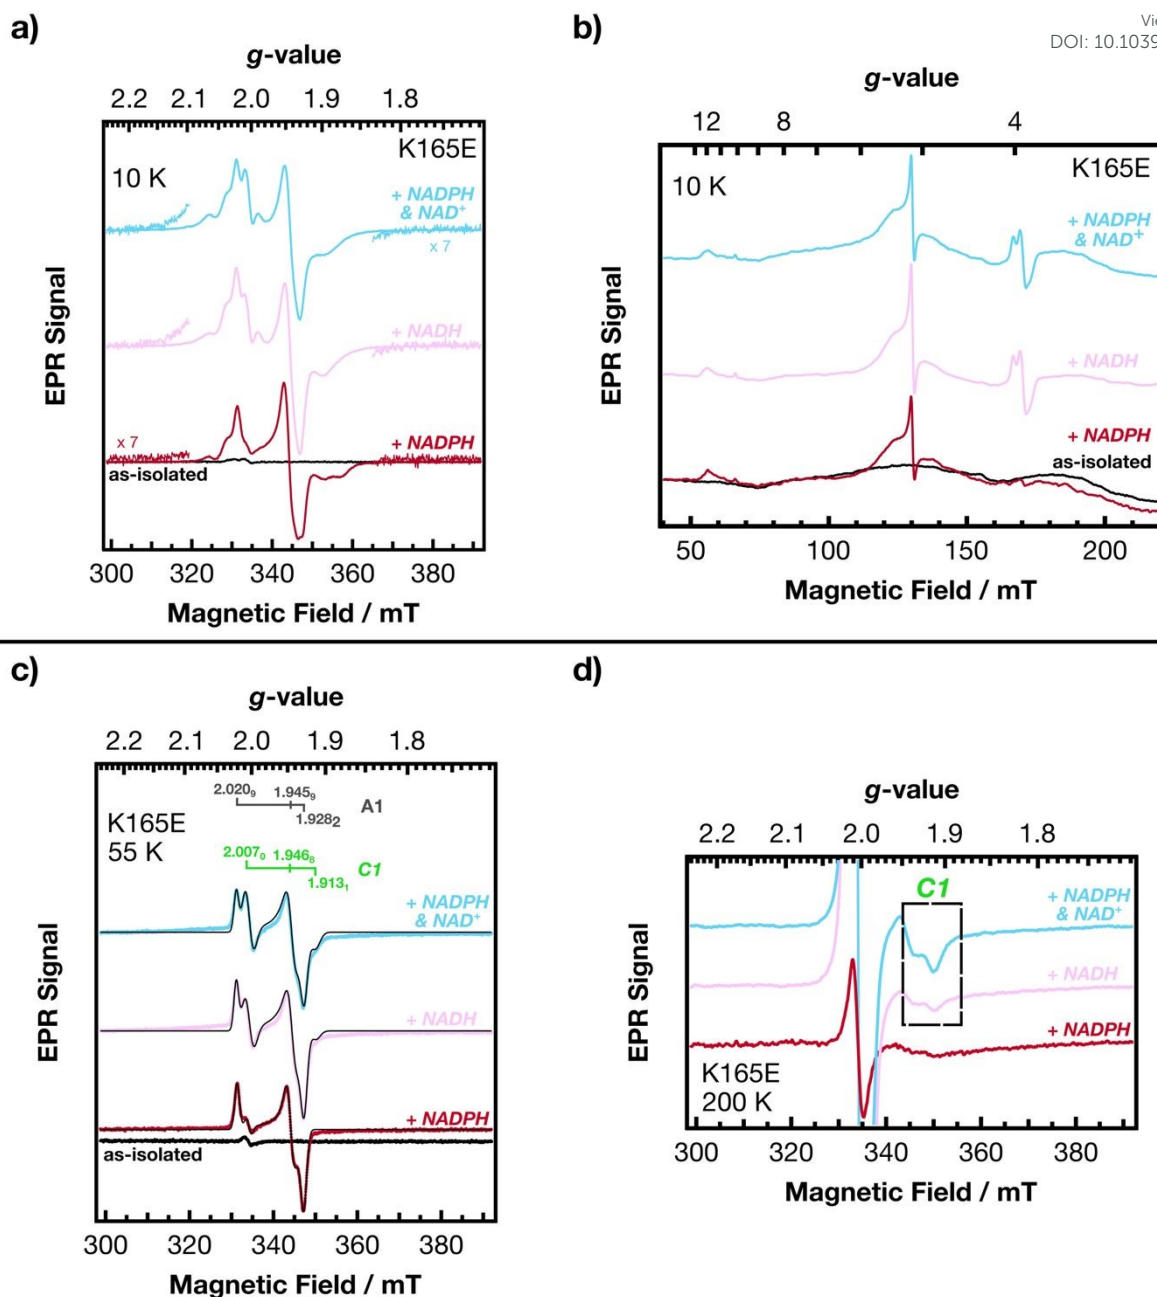 a)
g-value
2.2 2.1 2.0 1.9 1.8
K165E
10 K
+ NADPH
& NAD⁺
x 7
+ NADH
x 7
+ NADPH
as-isolated
EPR Signal
300 320 340 360 380
Magnetic Field / mT
b)
Vie
DOI: 10.1039
g-value
12 8 4
K165E
10 K
+ NADPH
& NAD⁺
+ NADH
+ NADPH
as-isolated
EPR Signal
50 100 150 200
Magnetic Field / mT
c)
g-value
2.2 2.1 2.0 1.9 1.8
2.020₉ 1.945₉ A1
1.928₂
K165E
55 K
2.007₀ 1.946₈ C1
1.913₁
+ NADPH
& NAD⁺
+ NADH
+ NADPH
as-isolated
EPR Signal
300 320 340 360 380
Magnetic Field / mT
d)
g-value
2.2 2.1 2.0 1.9 1.8
C1
+ NADPH
& NAD⁺
+ NADH
+ NADPH
K165E
200 K
EPR Signal
300 320 340 360 380
Magnetic Field / mT